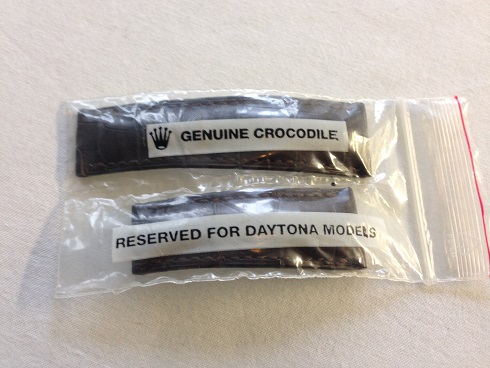 GENUINE CROCODILE
RESERVED FOR DAYTONA MODELS